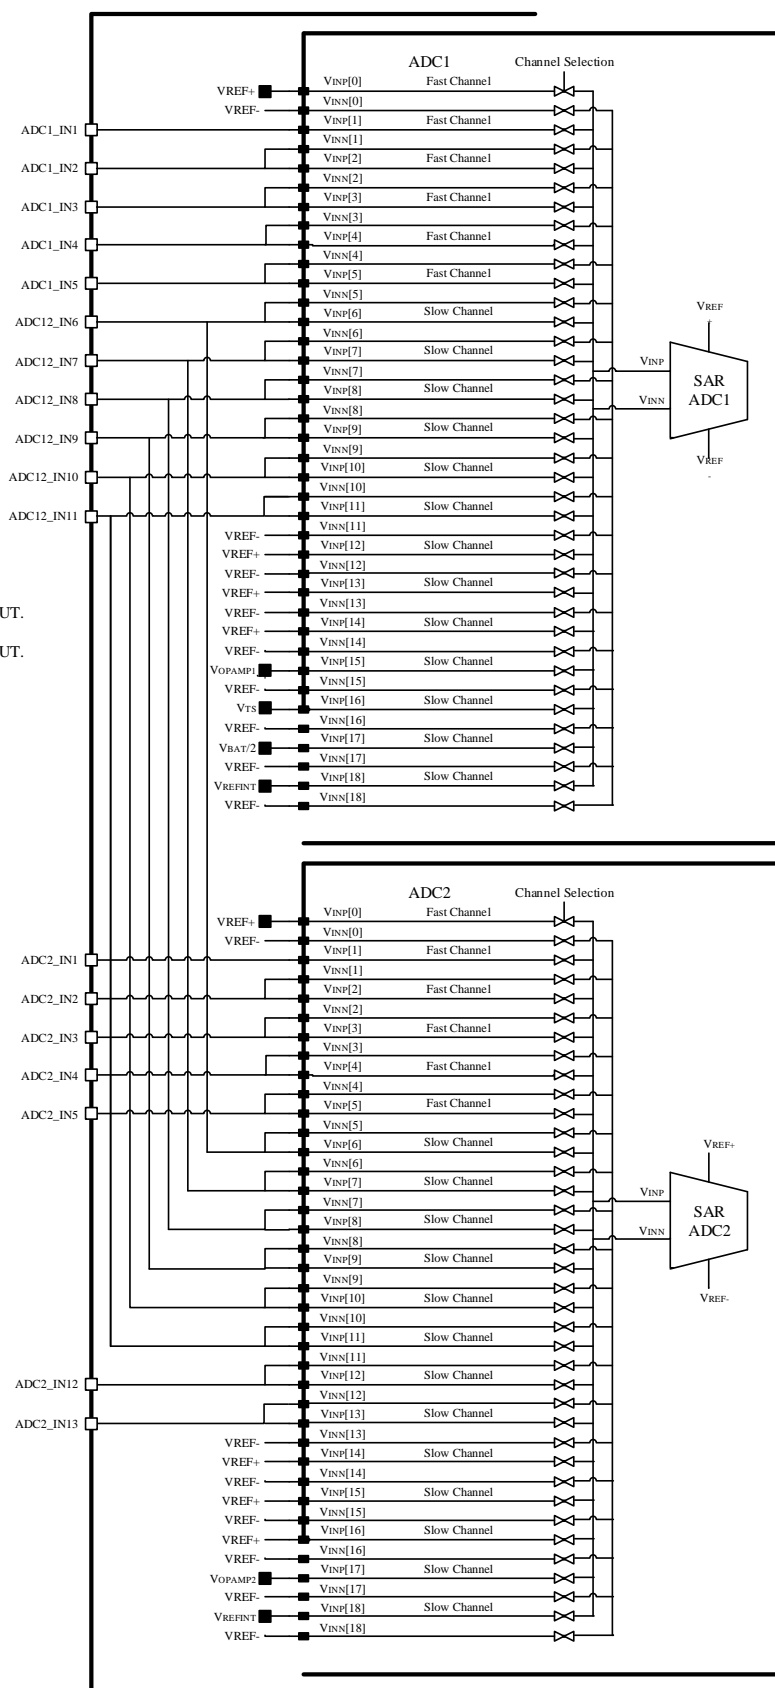 ADC1 Channel Selection
VREF+ VINP[0] Fast Channel
VREF- VINN[0]
ADC1_IN1 VINP[1] Fast Channel
VINN[1]
ADC1_IN2 VINP[2] Fast Channel
VINN[2]
ADC1_IN3 VINP[3] Fast Channel
VINN[3]
ADC1_IN4 VINP[4] Fast Channel
VINN[4]
ADC1_IN5 VINP[5] Fast Channel
VINN[5]
ADC12_IN6 VINP[6] Slow Channel
VREF
+
VINN[6]
ADC12_IN7 VINP[7] Slow Channel VINP
VINN[7]
SAR
ADC1
ADC12_IN8 VINP[8] Slow Channel
VINN
VINN[8]
ADC12_IN9 VINP[9] Slow Channel
VINN[9]
VREF
-
ADC12_IN10 VINP[10] Slow Channel
VINN[10]
ADC12_IN11 VINP[11] Slow Channel
VREF- VINN[11]
VREF+ VINP[12] Slow Channel
VREF- VINN[12]
VREF+ VINP[13] Slow Channel
VREF- VINN[13]
UT.
VREF+ VINP[14] Slow Channel
VREF- VINN[14]
UT.
VOPAMP1 VINP[15] Slow Channel
VREF- VINN[15]
VTS VINP[16] Slow Channel
VREF- VINN[16]
VBAT/2 VINP[17] Slow Channel
VREF- VINN[17]
VREFINT VINP[18] Slow Channel
VREF- VINN[18]
ADC2 Channel Selection
VREF+ VINP[0] Fast Channel
VREF- VINN[0]
ADC2_IN1 VINP[1] Fast Channel
VINN[1]
ADC2_IN2 VINP[2] Fast Channel
VINN[2]
ADC2_IN3 VINP[3] Fast Channel
VINN[3]
ADC2_IN4 VINP[4] Fast Channel
VINN[4]
ADC2_IN5 VINP[5] Fast Channel
VINN[5]
VINP[6] Slow Channel VREF+
VINN[6]
VINP[7] Slow Channel VINP
VINN[7]
SAR
ADC2
VINP[8] Slow Channel VINN
VINN[8]
VINP[9] Slow Channel
VINN[9]
VINP[10] Slow Channel VREF-
VINN[10]
VINP[11] Slow Channel
VINN[11]
ADC2_IN12 VINP[12] Slow Channel
VINN[12]
ADC2_IN13 VINP[13] Slow Channel
VREF- VINN[13]
VREF+ VINP[14] Slow Channel
VREF- VINN[14]
VREF+ VINP[15] Slow Channel
VREF- VINN[15]
VREF+ VINP[16] Slow Channel
VREF- VINN[16]
VOPAMP2 VINP[17] Slow Channel
VREF- VINN[17]
VREFINT VINP[18] Slow Channel
VREF- VINN[18]